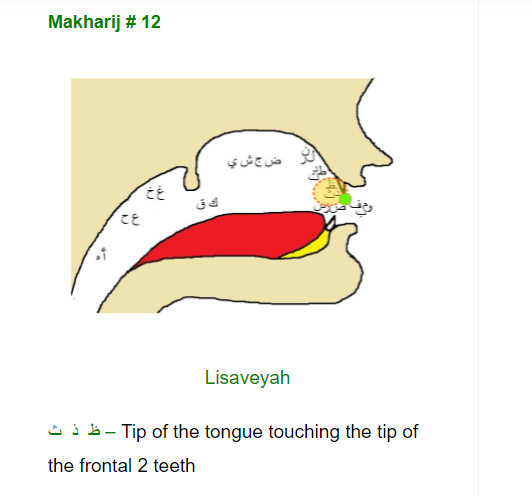 Makharij # 12
ض ج ش ي
غ خ
ك ق
ع ح
أ ه
Lisaveyah
ظ ذ ث – Tip of the tongue touching the tip of
the frontal 2 teeth